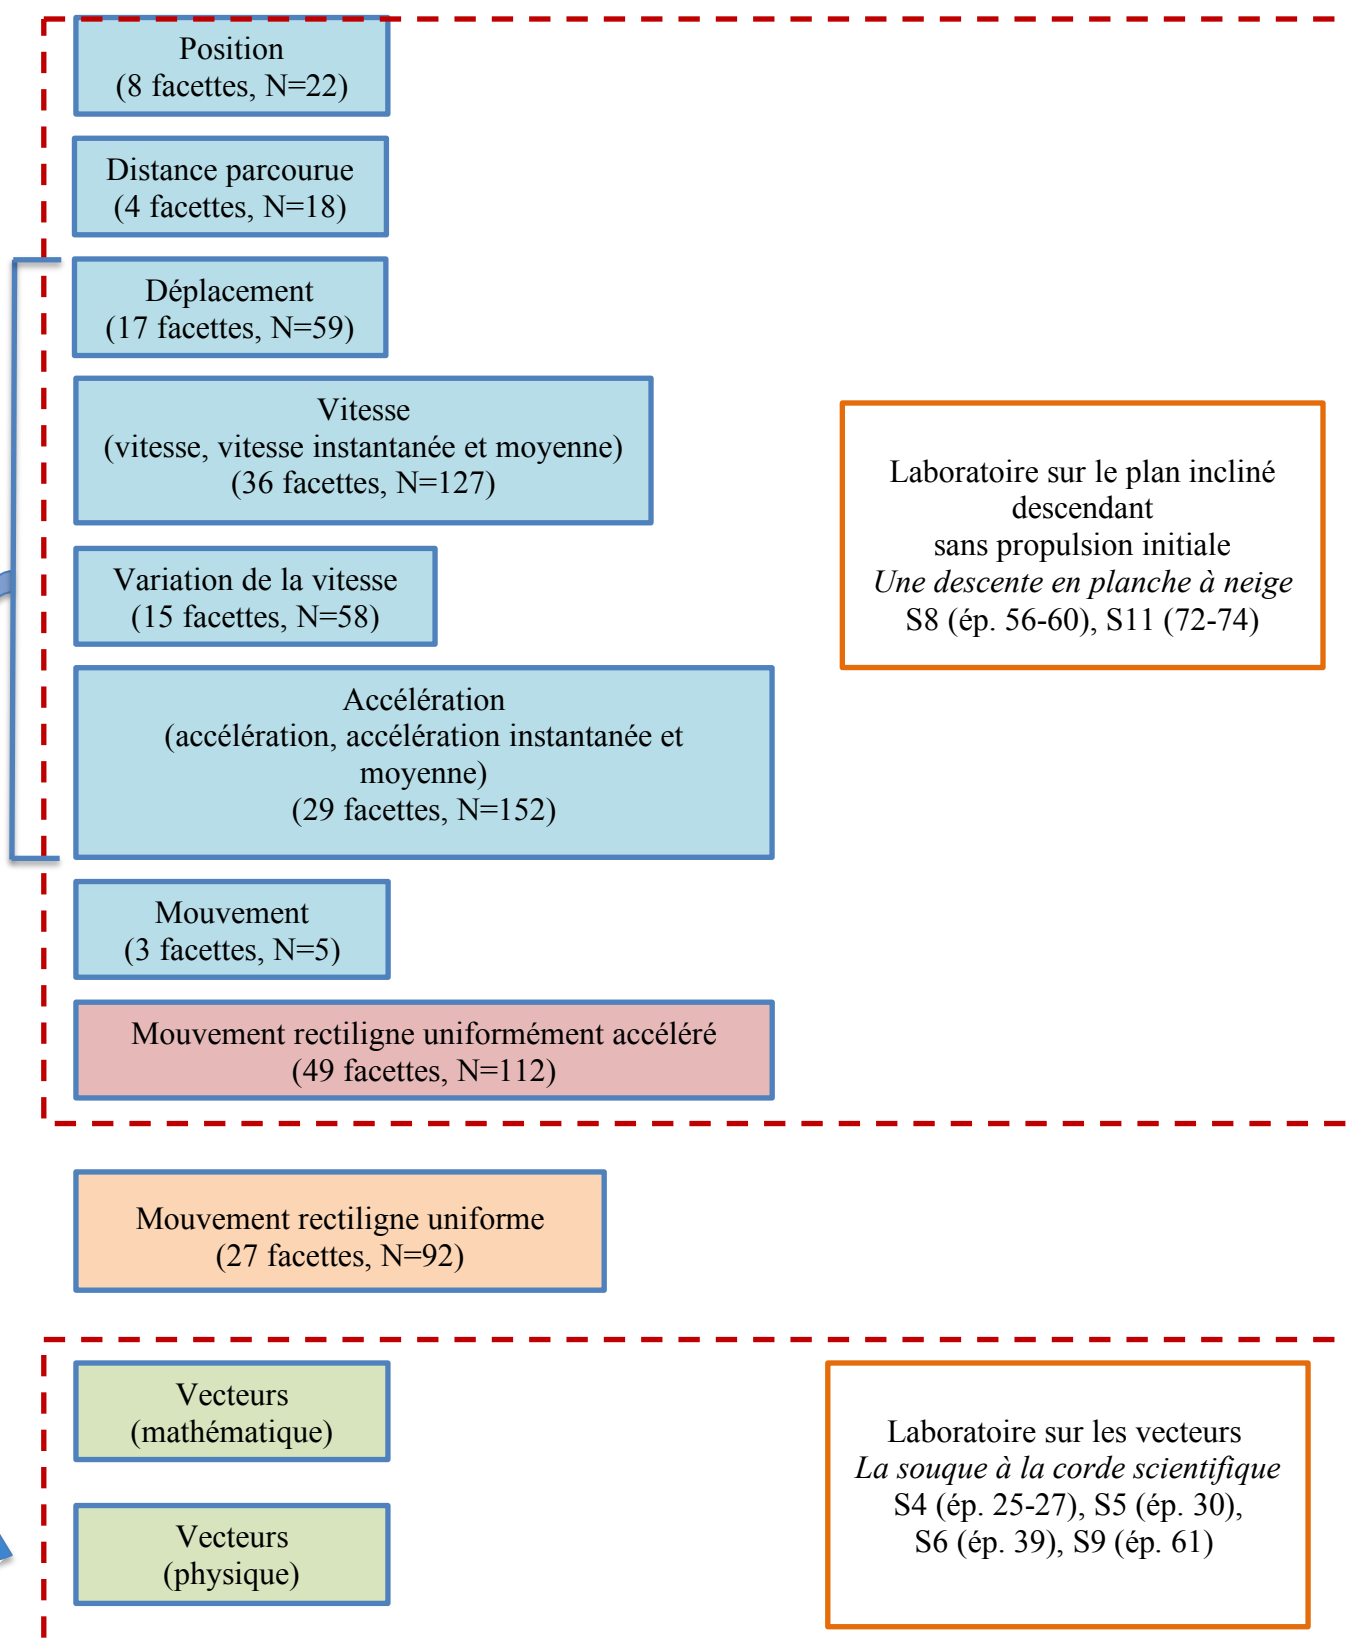 Position
(8 facettes, N=22)
Distance parcourue
(4 facettes, N=18)
Déplacement
(17 facettes, N=59)
Vitesse
(vitesse, vitesse instantanée et moyenne)
(36 facettes, N=127)
Variation de la vitesse
(15 facettes, N=58)
Accélération
(accélération, accélération instantanée et
moyenne)
(29 facettes, N=152)
Mouvement
(3 facettes, N=5)
Mouvement rectiligne uniformément accéléré
(49 facettes, N=112)
Laboratoire sur le plan incliné
descendant
sans propulsion initiale
Une descente en planche à neige
S8 (ép. 56-60), S11 (72-74)
Mouvement rectiligne uniforme
(27 facettes, N=92)
Vecteurs
(mathématique)
Vecteurs
(physique)
Laboratoire sur les vecteurs
La souque à la corde scientifique
S4 (ép. 25-27), S5 (ép. 30),
S6 (ép. 39), S9 (ép. 61)